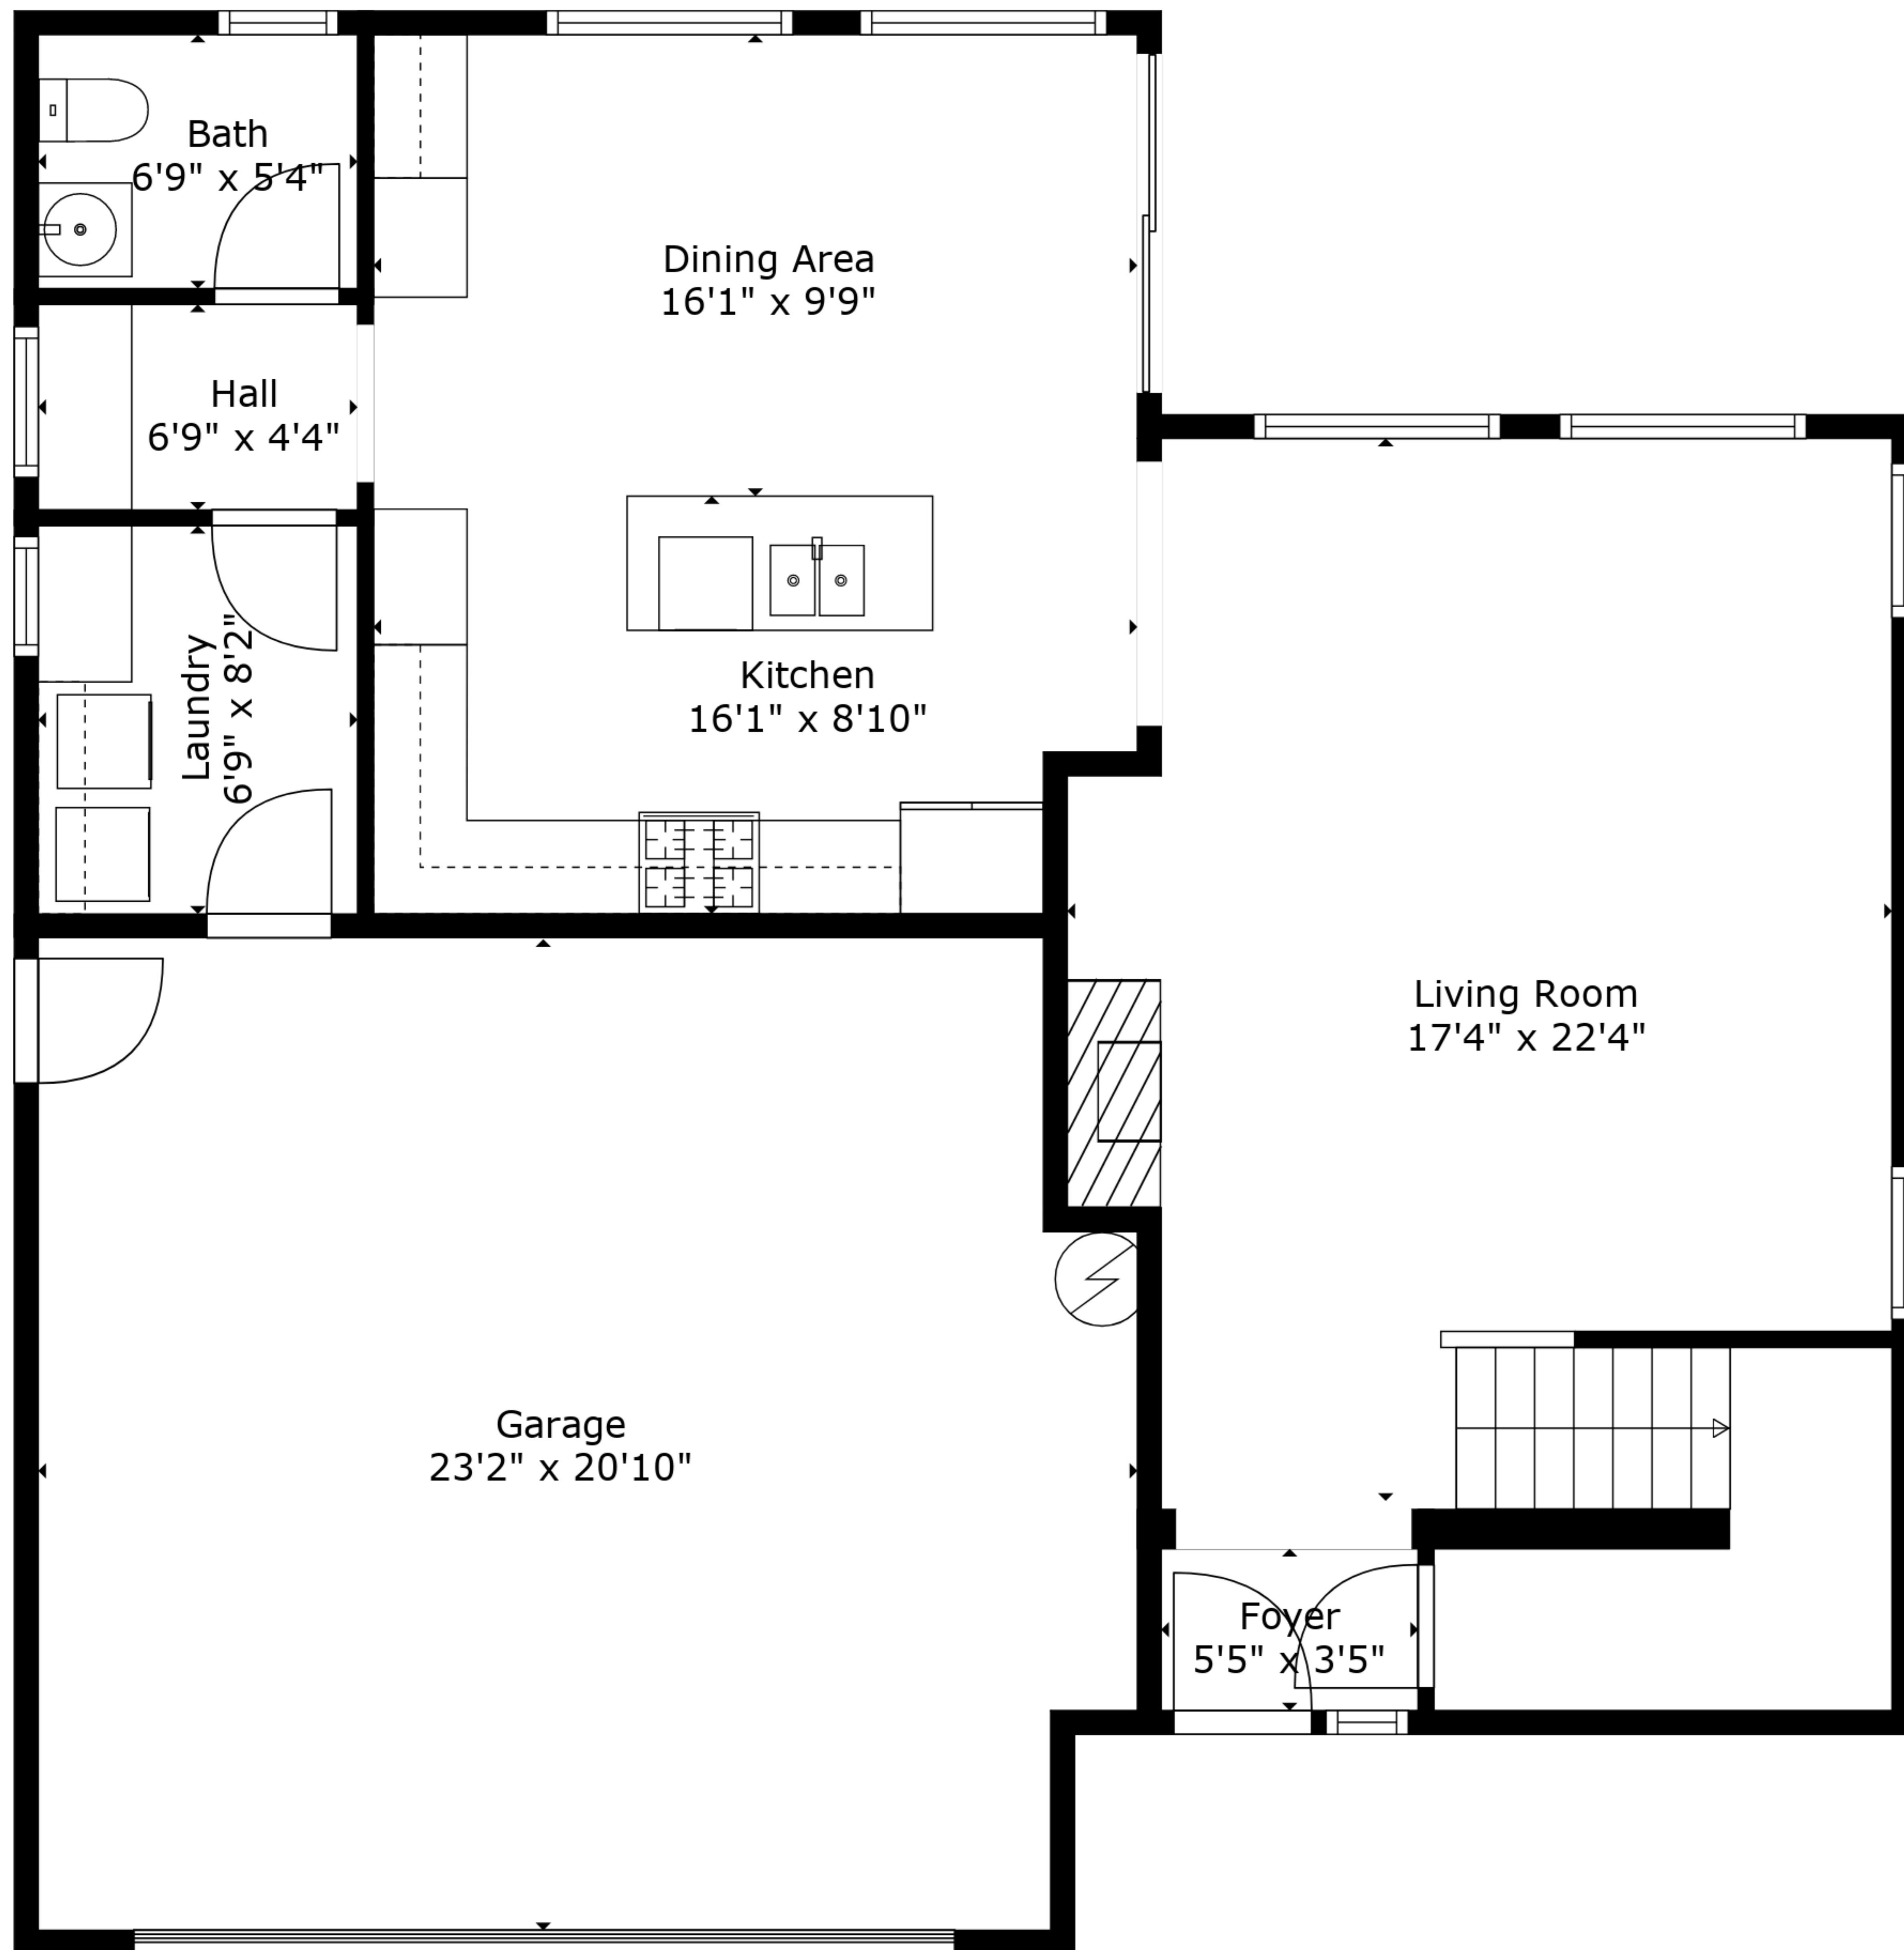 Bath
6'9" x 5'4"
Dining Area
16'1" x 9'9"
Hall
6'9" x 4'4"
Laundry
6'9" x 8'2"
Kitchen
16'1" x 8'10"
Living Room
17'4" x 22'4"
Garage
23'2" x 20'10"
Foyer
5'5" x 3'5"